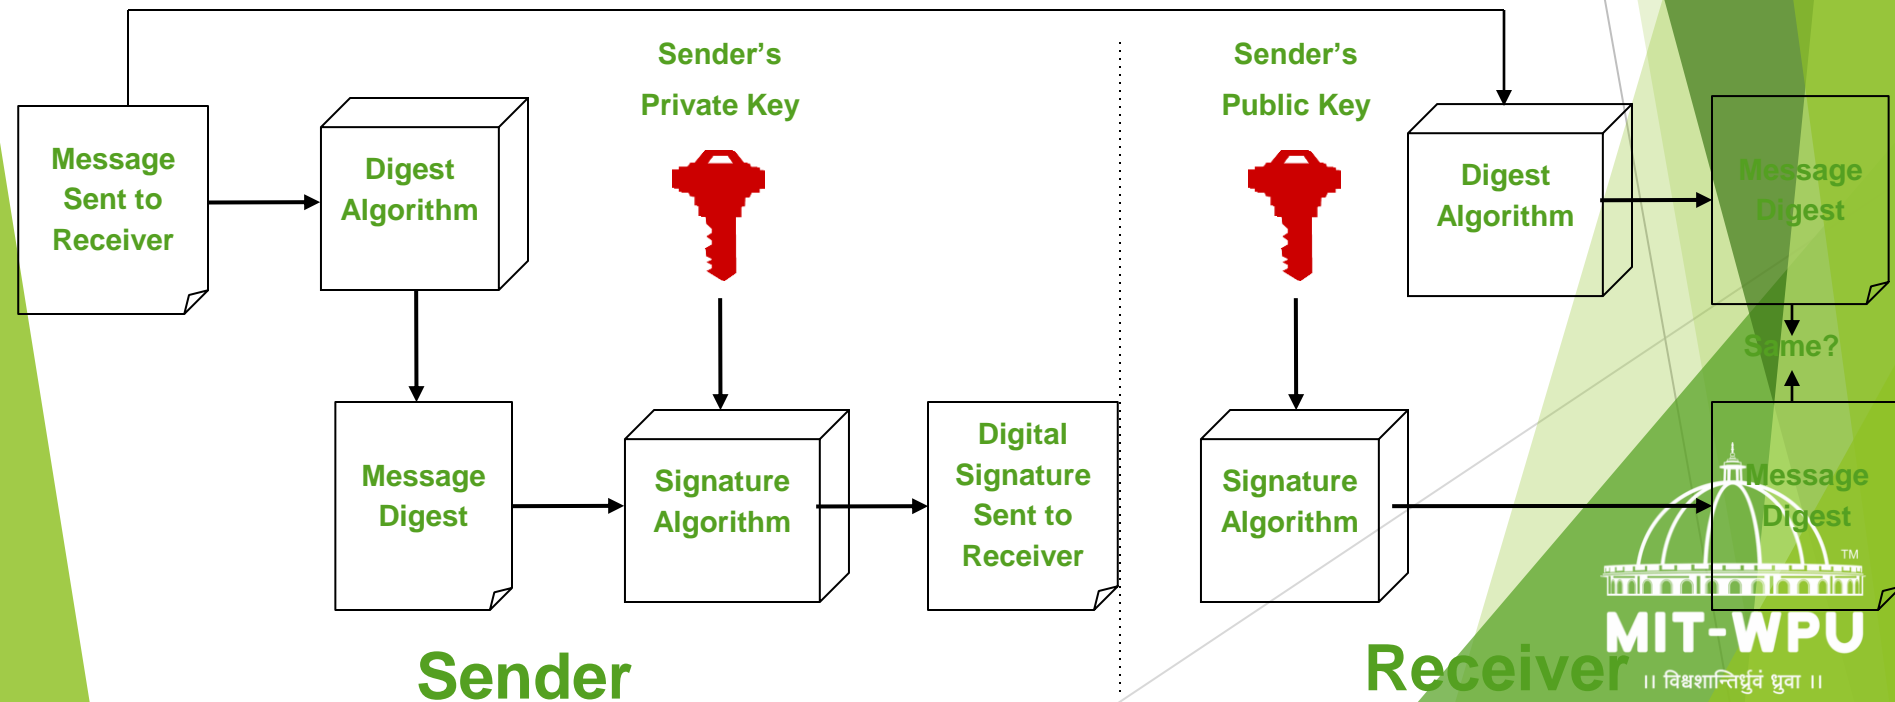 Sender’s
Private Key
Sender’s
Public Key
Message
Sent to
Receiver
Digest
Algorithm
Digest
Algorithm
Message
Digest
Same?
Message
Digest
Signature
Algorithm
Digital
Signature
Sent to
Receiver
Signature
Algorithm
Message
Digest
TM
MIT-WPU
।। विश्वशान्तिर्ध्रुवं ध्रुवा ।।
Sender
Receiver